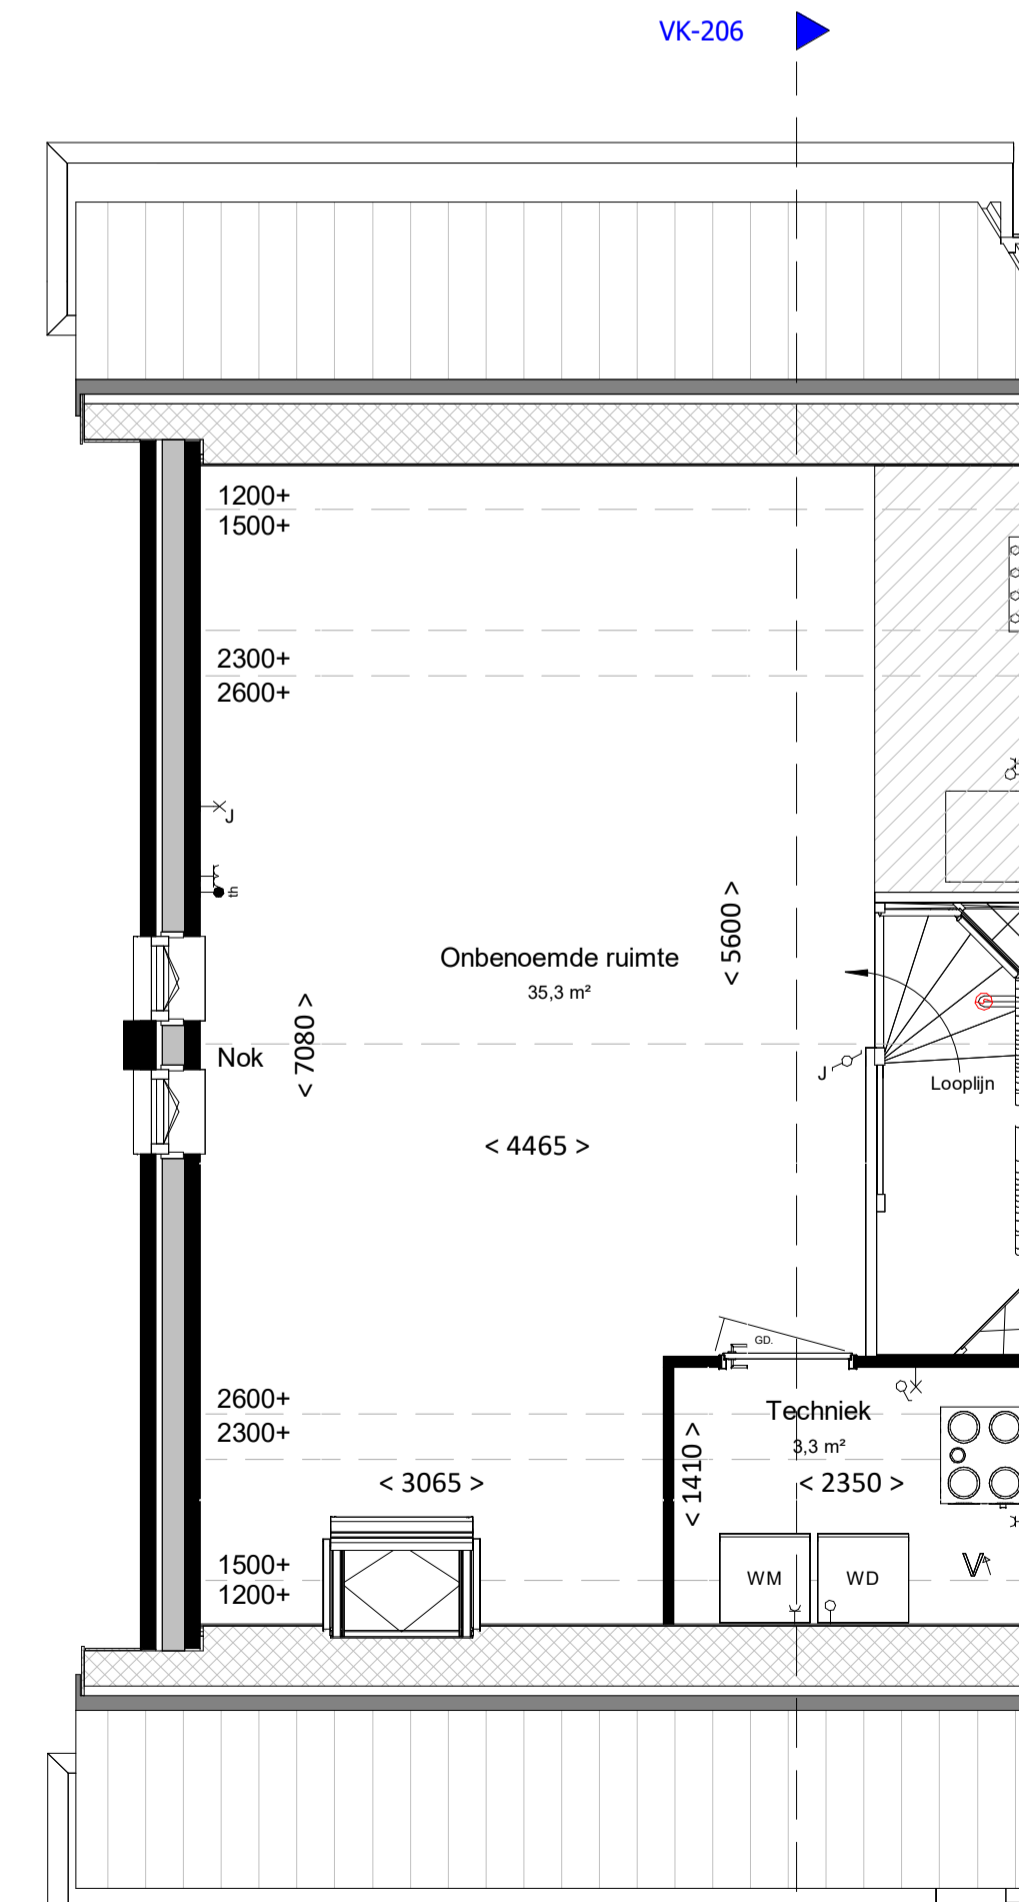 VK-206
1200+
1500+
2300+
2600+
J
th
< 5600 >
Onbenoemde ruimte
35,3 m²
< 7080 >
Nok
J
Looplijn
< 4465 >
GD.
2600+
2300+
Techniek
3,3 m²
< 1410 >
< 3065 >
< 2350 >
1500+
1200+
WM
WD
V